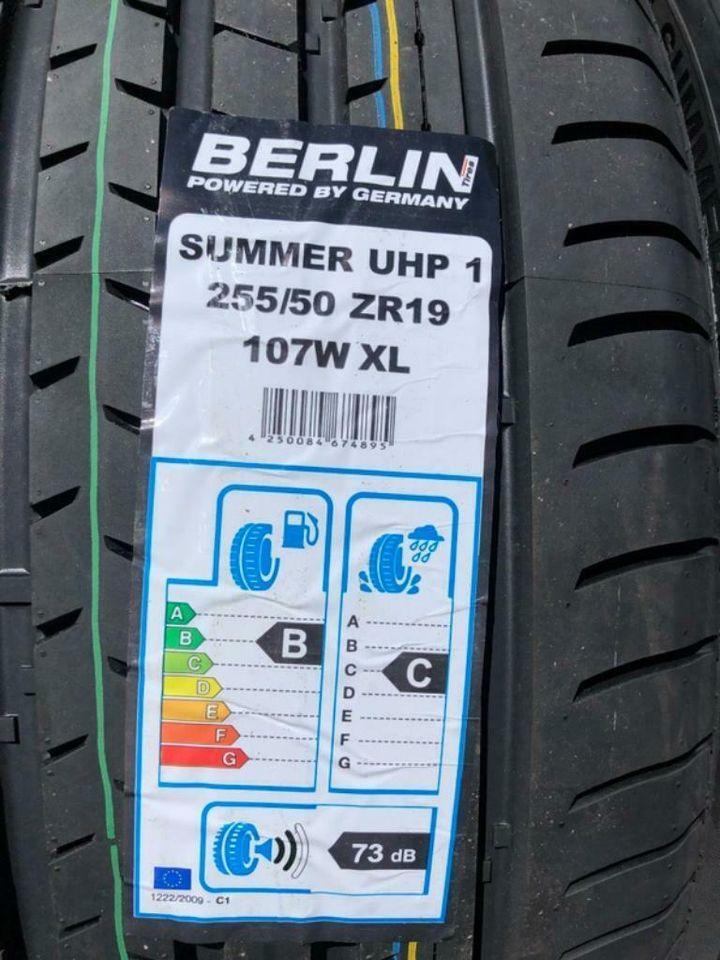 BERLIN Tires
POWERED BY GERMANY
SUMMER UHP 1
255/50 ZR19
107W XL
4 250084 674895
A
B
C
D
E
F
G
B
A
B
C
D
E
F
G
C
73 dB
1222/2009 - C1